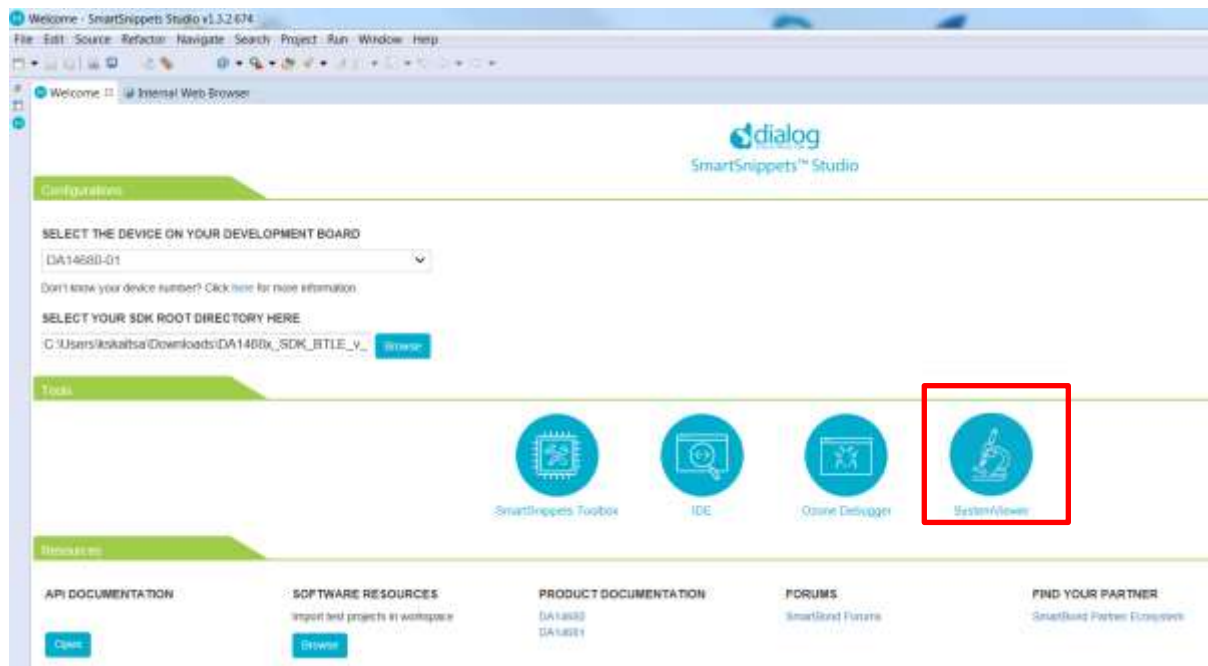 Welcome - SmartSnippets Studio v1.3.2.674
File Edit Source Refactor Navigate Search Project Run Window Help
Welcome Internal Web Browser
dialog
SmartSnippets™ Studio
Configurations
SELECT THE DEVICE ON YOUR DEVELOPMENT BOARD
DA14680-01
Don't know your device number? Click here for more information
SELECT YOUR SDK ROOT DIRECTORY HERE
C:\Users\kskaitsa\Downloads\DA1468x_SDK_BTLE_v_ Browse
Tools
SmartSnippets Toolbox IDE Ozone Debugger SystemViewer
Resources
API DOCUMENTATION SOFTWARE RESOURCES PRODUCT DOCUMENTATION FORUMS FIND YOUR PARTNER
Import test projects in workspace DA14680 SmartBond Forums SmartBond Partner Ecosystem
DA14681
Open Browse